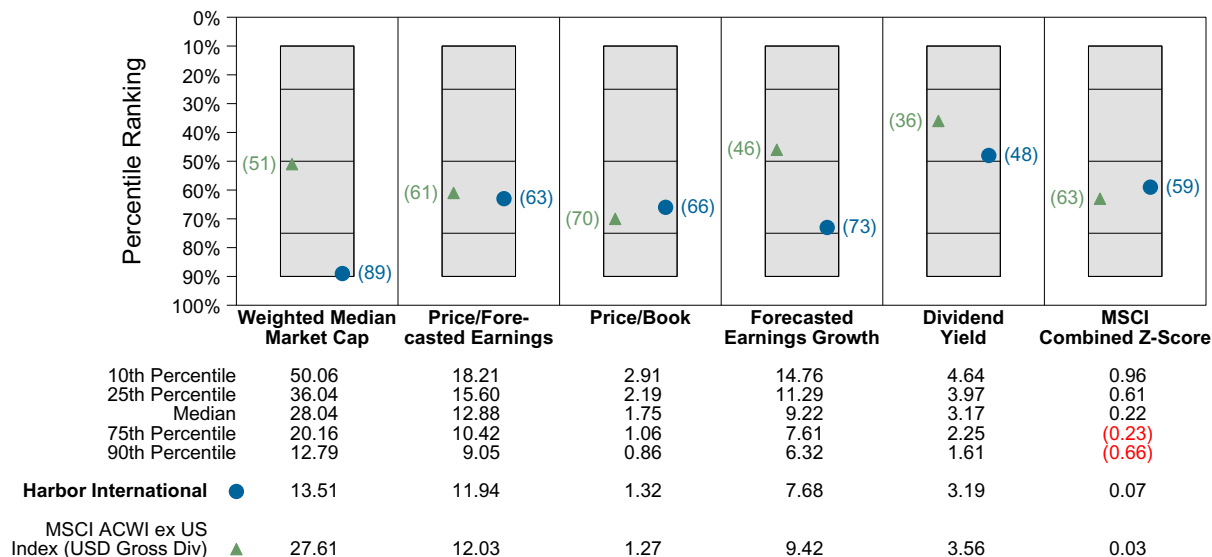 0%
10%
20%
30%
40%
50%
60%
70%
80%
90%
100%
Percentile Ranking
(51)
(89)
(61)
(63)
(70)
(66)
(46)
(73)
(36)
(48)
(63)
(59)
Weighted Median
Market Cap
Price/Fore-
casted Earnings
Price/Book
Forecasted
Earnings Growth
Dividend
Yield
MSCI
Combined Z-Score
10th Percentile 50.06 18.21 2.91 14.76 4.64 0.96
25th Percentile 36.04 15.60 2.19 11.29 3.97 0.61
Median 28.04 12.88 1.75 9.22 3.17 0.22
75th Percentile 20.16 10.42 1.06 7.61 2.25 (0.23)
90th Percentile 12.79 9.05 0.86 6.32 1.61 (0.66)
Harbor International 13.51 11.94 1.32 7.68 3.19 0.07
MSCI ACWI ex US
Index (USD Gross Div) 27.61 12.03 1.27 9.42 3.56 0.03